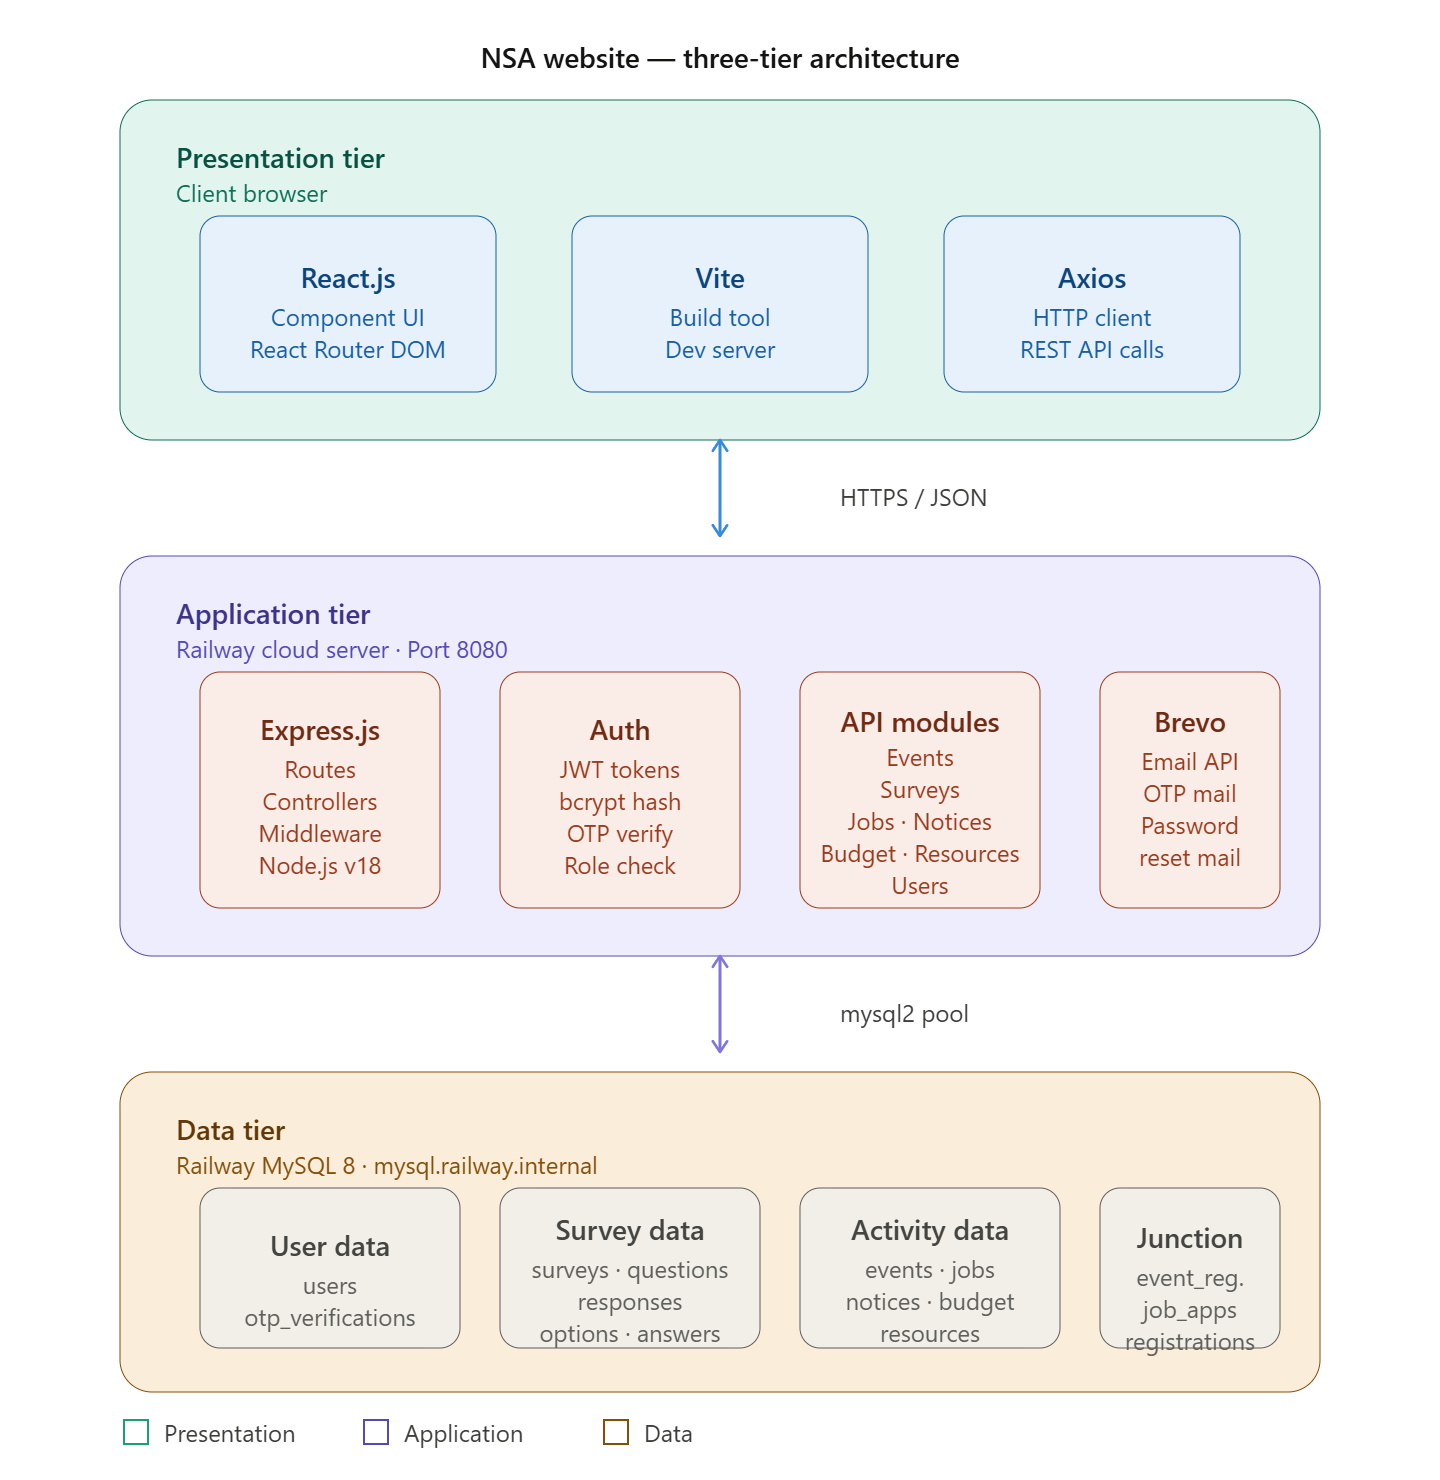 NSA website — three-tier architecture
Presentation tier
Client browser
React.js
Component UI
React Router DOM
Vite
Build tool
Dev server
Axios
HTTP client
REST API calls
HTTPS / JSON
Application tier
Railway cloud server · Port 8080
Express.js
Routes
Controllers
Middleware
Node.js v18
Auth
JWT tokens
bcrypt hash
OTP verify
Role check
API modules
Events
Surveys
Jobs · Notices
Budget · Resources
Users
Brevo
Email API
OTP mail
Password
reset mail
mysql2 pool
Data tier
Railway MySQL 8 · mysql.railway.internal
User data
users
otp_verifications
Survey data
surveys · questions
responses
options · answers
Activity data
events · jobs
notices · budget
resources
Junction
event_reg.
job_apps
registrations
Presentation
Application
Data